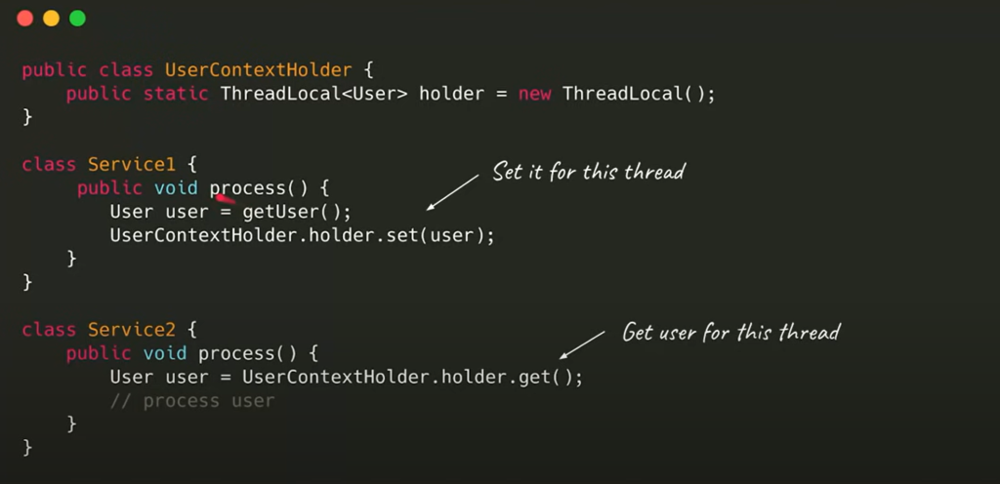 public class UserContextHolder {
public static ThreadLocal<User> holder = new ThreadLocal();
}
class Service1 {
public void process() {
Set it for this thread
User user = getUser();
UserContextHolder.holder.set(user);
}
}
class Service2 {
public void process() {
Get user for this thread
User user = UserContextHolder.holder.get();
// process user
}
}